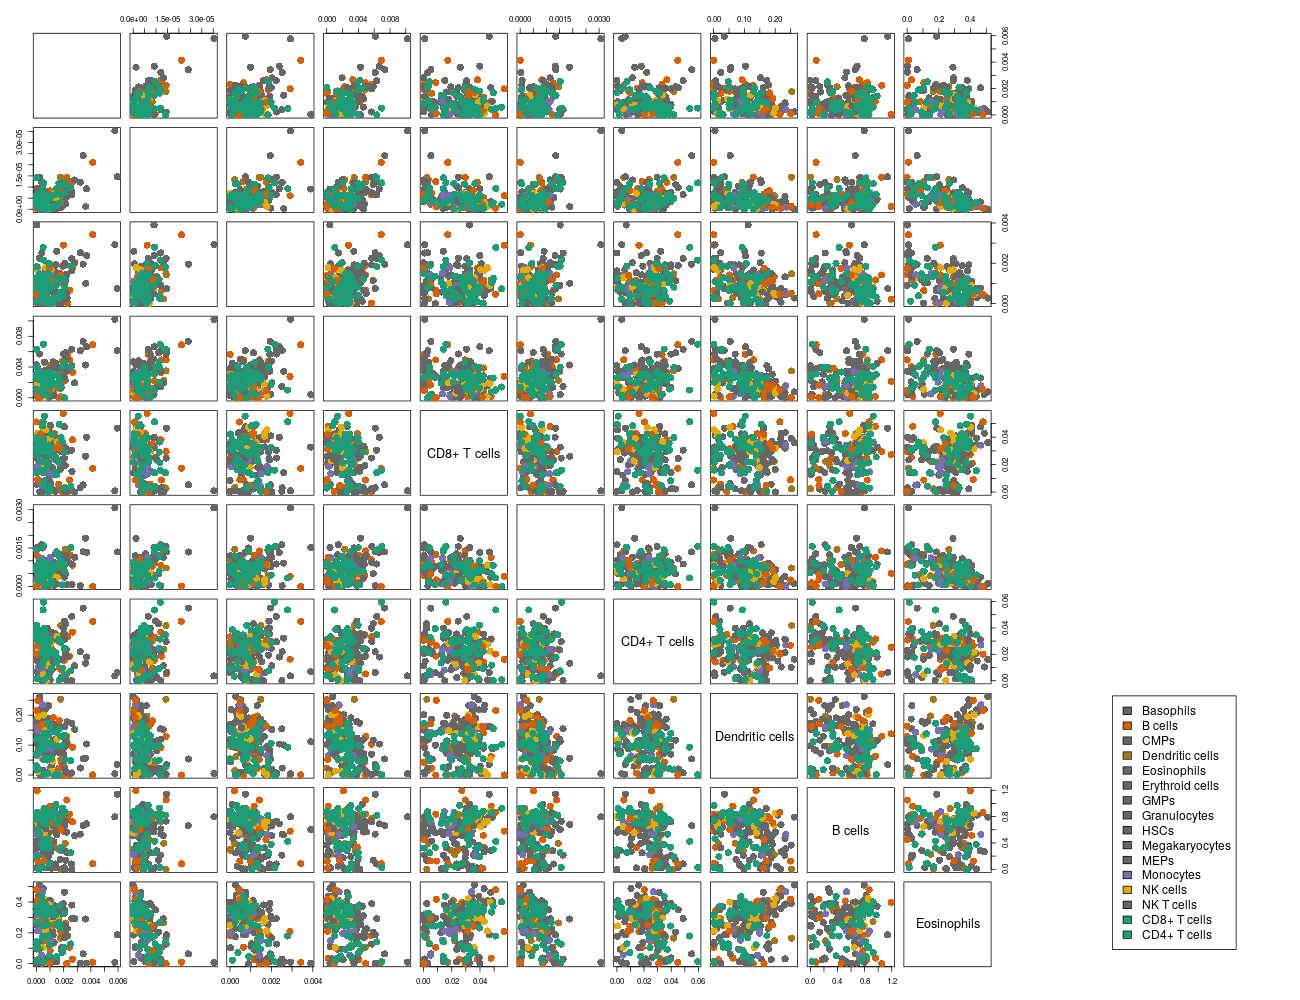 0.0e+00 1.5e-05 3.0e-05
0.000 0.004 0.008
0.0000 0.0015 0.0030
0.00 0.10 0.20
0.0 0.2 0.4
0.000 0.002 0.004 0.006
0.0e+00 1.5e-05 3.0e-05
0.000 0.002 0.004
0.000 0.004 0.008
CD8+ T cells
0.00 0.02 0.04
0.0000 0.0015 0.0030
CD4+ T cells
0.00 0.02 0.04 0.06
0.00 0.10 0.20
Dendritic cells
B cells
0.0 0.4 0.8 1.2
0.0 0.2 0.4
Eosinophils
0.000 0.002 0.004 0.006
0.000 0.002 0.004
0.00 0.02 0.04
0.00 0.02 0.04 0.06
0.0 0.4 0.8 1.2
Basophils
B cells
CMPs
Dendritic cells
Eosinophils
Erythroid cells
GMPs
Granulocytes
HSCs
Megakaryocytes
MEPs
Monocytes
NK cells
NK T cells
CD8+ T cells
CD4+ T cells